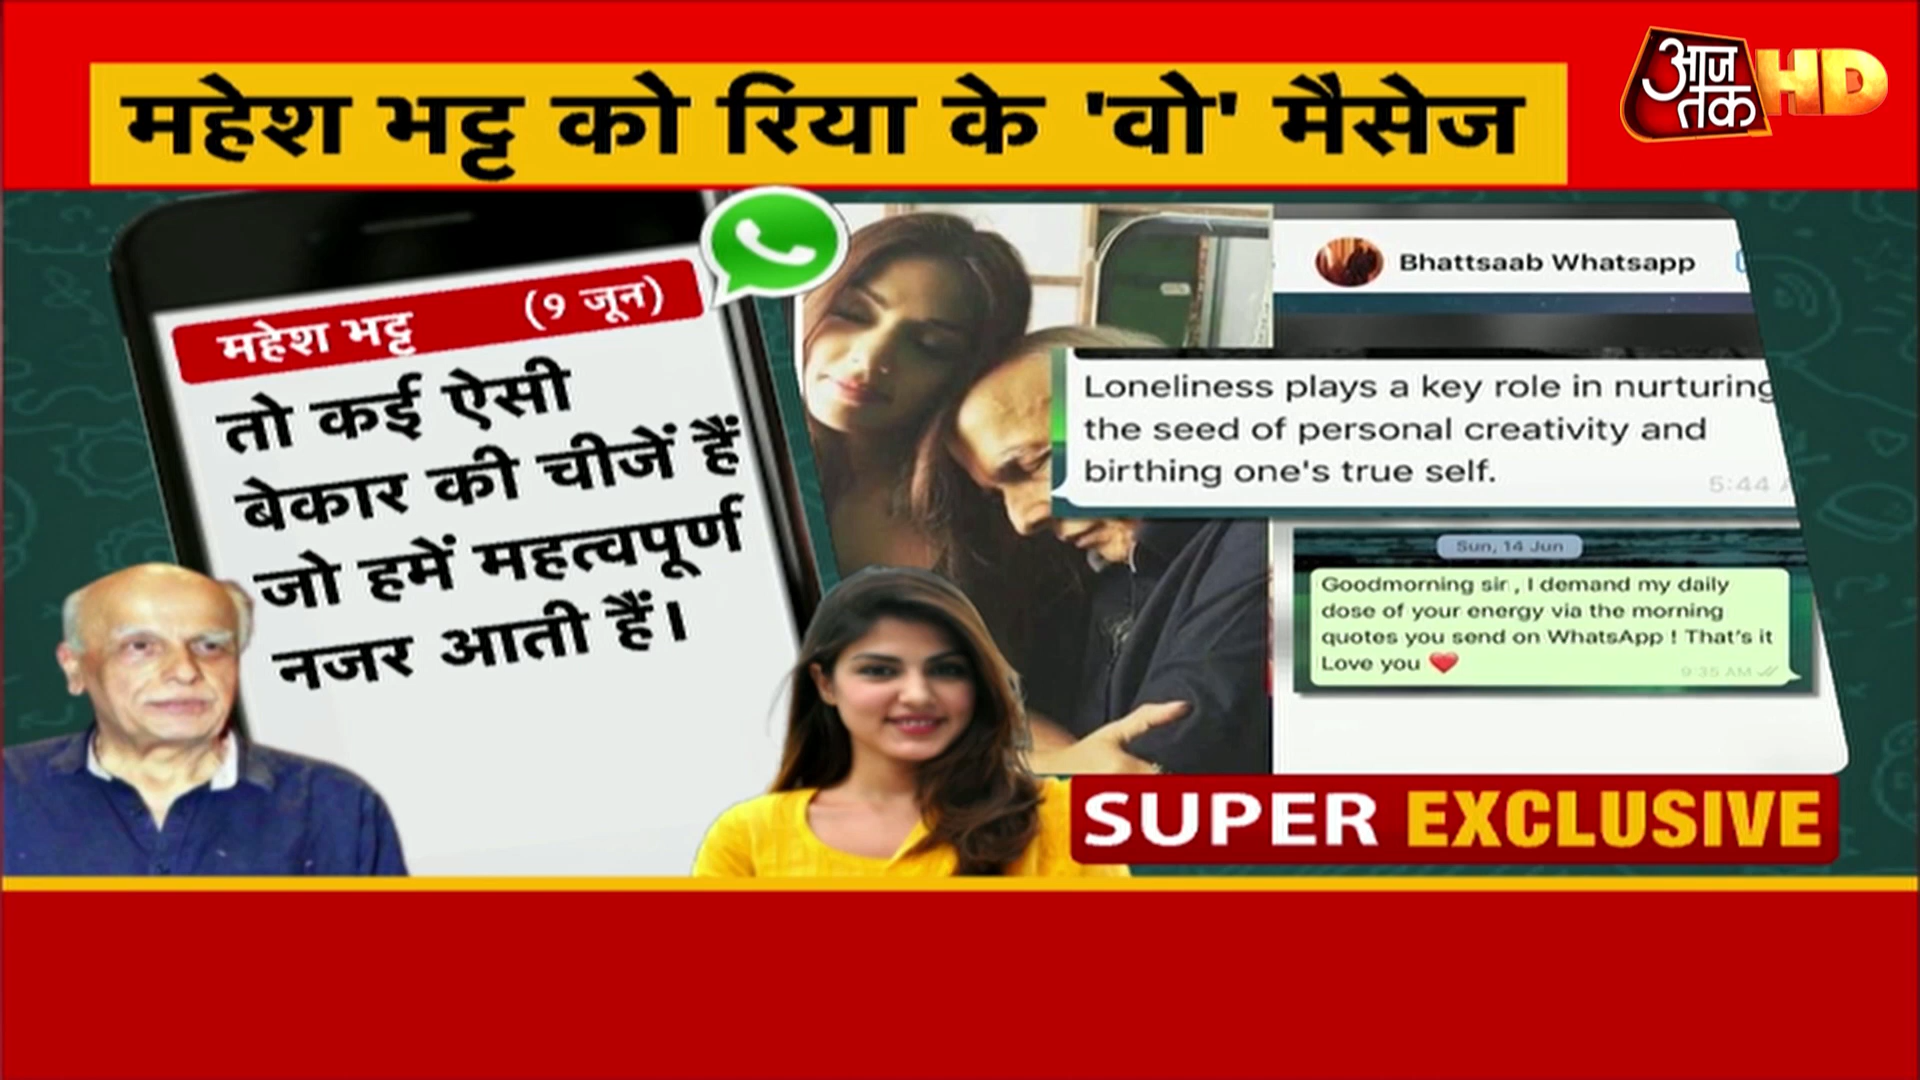 महेश भट्ट को रिया के 'वो' मैसेज
आज
तक HD
महेश भट्ट (9 जून)
तो कई ऐसी
बेकार की चीजें हैं
जो हमें महत्वपूर्ण
नजर आती हैं।
Bhattsaab Whatsapp
Loneliness plays a key role in nurturing
the seed of personal creativity and
birthing one's true self.
5:44
Sun, 14 Jun
Goodmorning sir , I demand my daily
dose of your energy via the morning
quotes you send on WhatsApp ! That's it
Love you ❤️
9:35 AM
SUPER EXCLUSIVE